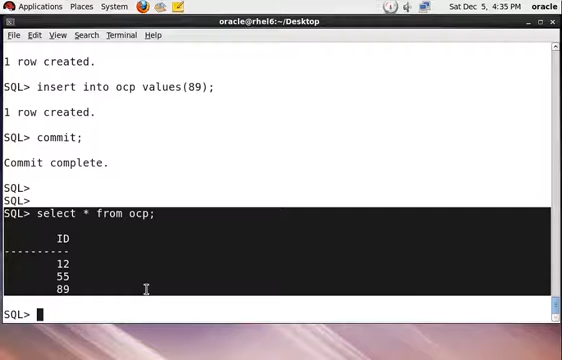 Applications Places System Sat Dec 5, 4:35 PM oracle
oracle@rhel6:~/Desktop
File Edit View Search Terminal Help
1 row created.
SQL> insert into ocp values(89);
1 row created.
SQL> commit;
Commit complete.
SQL>
SQL>
SQL> select * from ocp;
ID
----------
12
55
89
SQL>